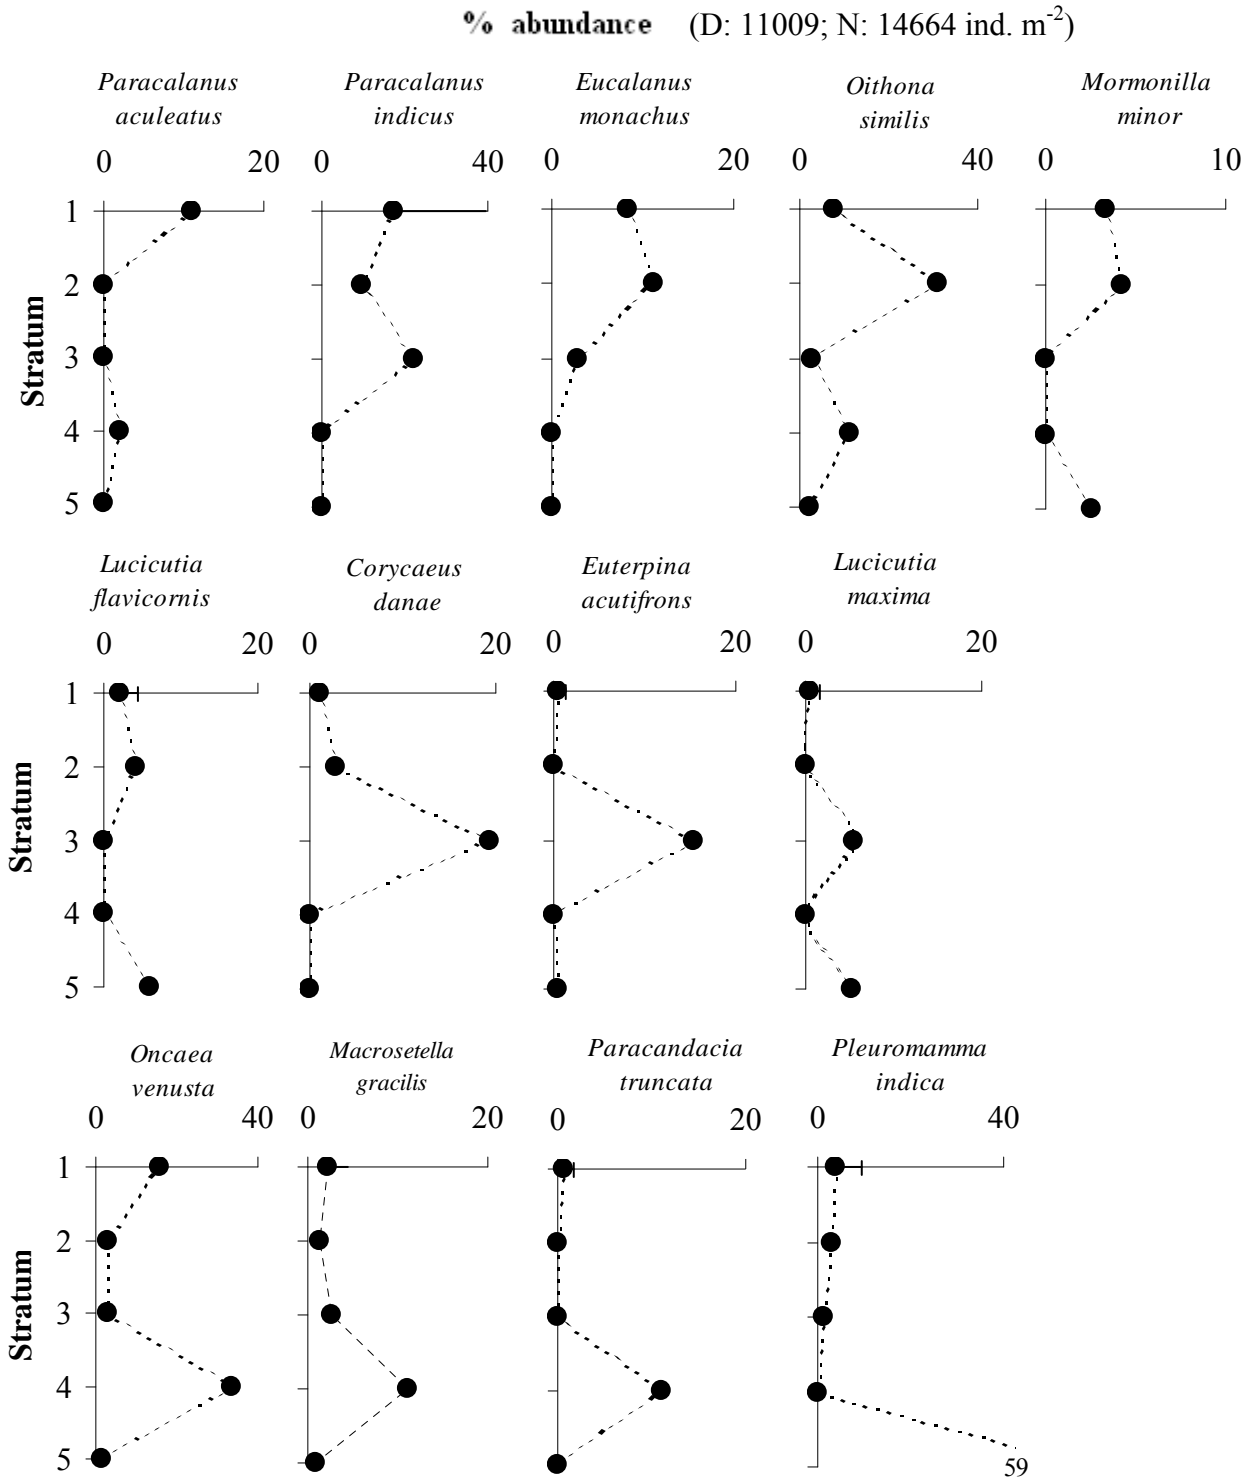 % abundance (D: 11009; N: 14664 ind. m-2)
Paracalanus aculeatus
Paracalanus indicus
Eucalanus monachus
Oithona similis
Mormonilla minor
0 20 0 40 0 20 0 40 0 10
Stratum
1
2
3
4
5
Lucicutia flavicornis
Corycaeus danae
Euterpina acutifrons
Lucicutia maxima
0 20 0 20 0 20 0 20
Stratum
1
2
3
4
5
Oncaea venusta
Macrosetella gracilis
Paracandacia truncata
Pleuromamma indica
0 40 0 20 0 20 0 40
Stratum
1
2
3
4
5
59